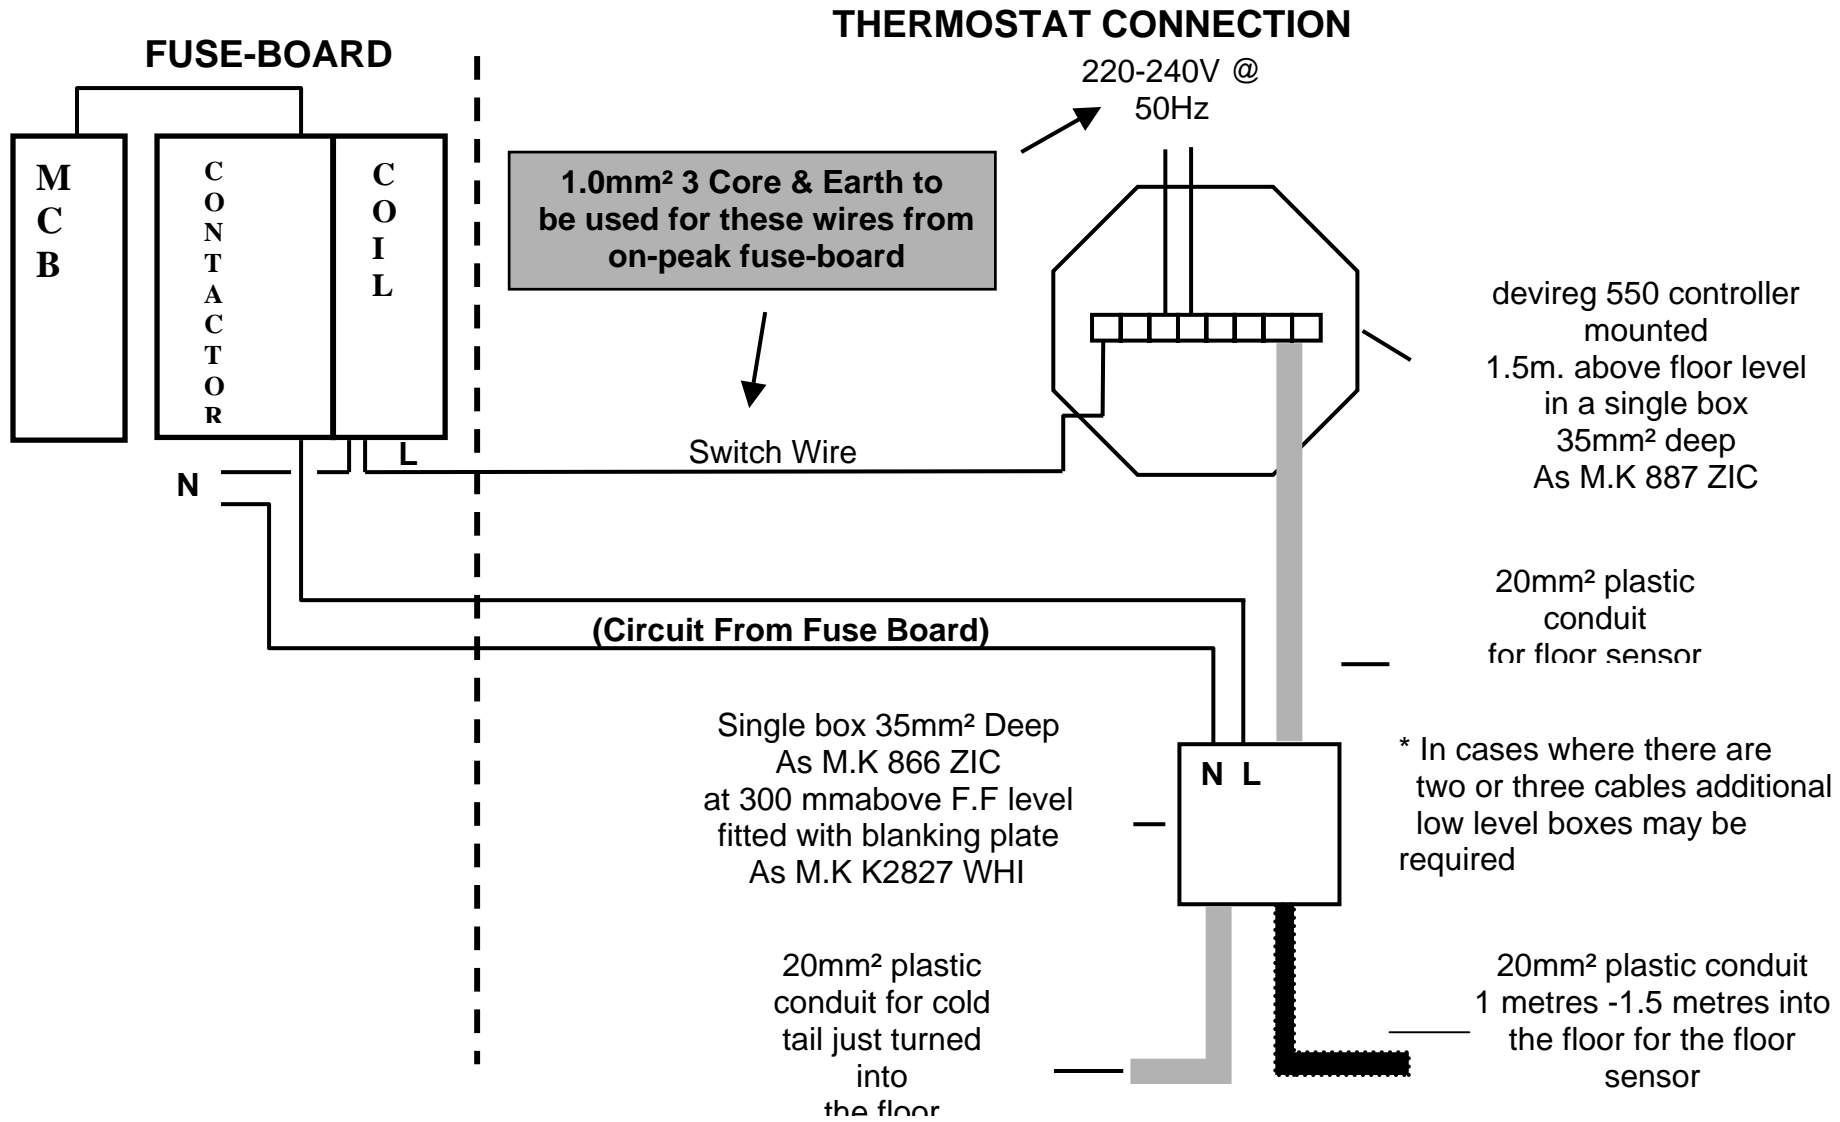 THERMOSTAT CONNECTION
FUSE-BOARD
220-240V @
50Hz
MCB
CONTACTOR
COIL
1.0mm² 3 Core & Earth to
be used for these wires from
on-peak fuse-board
devireg 550 controller
mounted
1.5m. above floor level
in a single box
35mm² deep
As M.K 887 ZIC
L
Switch Wire
N
20mm² plastic
conduit
for floor sensor
(Circuit From Fuse Board)
Single box 35mm² Deep
As M.K 866 ZIC
at 300 mmabove F.F level
fitted with blanking plate
As M.K K2827 WHI
N L
* In cases where there are
two or three cables additional
low level boxes may be
required
20mm² plastic
conduit for cold
tail just turned
into
the floor
20mm² plastic conduit
1 metres -1.5 metres into
the floor for the floor
sensor